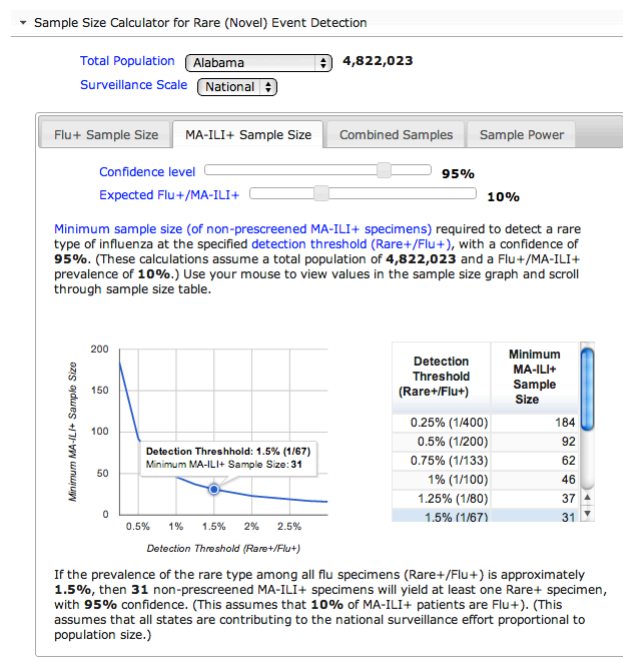 Sample Size Calculator for Rare (Novel) Event Detection
Total Population Alabama 4,822,023
Surveillance Scale National
Flu+ Sample Size MA-ILI+ Sample Size Combined Samples Sample Power
Confidence level 95%
Expected Flu+/MA-ILI+ 10%
Minimum sample size (of non-prescreened MA-ILI+ specimens) required to detect a rare
type of influenza at the specified detection threshold (Rare+/Flu+), with a confidence of
95%. (These calculations assume a total population of 4,822,023 and a Flu+/MA-ILI+
prevalence of 10%.) Use your mouse to view values in the sample size graph and scroll
through sample size table.
Minimum MA-ILI+ Sample Size
200
150
100
50
0
Detection Threshhold: 1.5% (1/67)
Minimum MA-ILI+ Sample Size: 31
0.5% 1% 1.5% 2% 2.5%
Detection Threshold (Rare+/Flu+)
Detection
Threshold
(Rare+/Flu+)
Minimum
MA-ILI+
Sample
Size
0.25% (1/400) 184
0.5% (1/200) 92
0.75% (1/133) 62
1% (1/100) 46
1.25% (1/80) 37
1.5% (1/67) 31
If the prevalence of the rare type among all flu specimens (Rare+/Flu+) is approximately
1.5%, then 31 non-prescreened MA-ILI+ specimens will yield at least one Rare+ specimen,
with 95% confidence. (This assumes that 10% of MA-ILI+ patients are Flu+). (This
assumes that all states are contributing to the national surveillance effort proportional to
population size.)